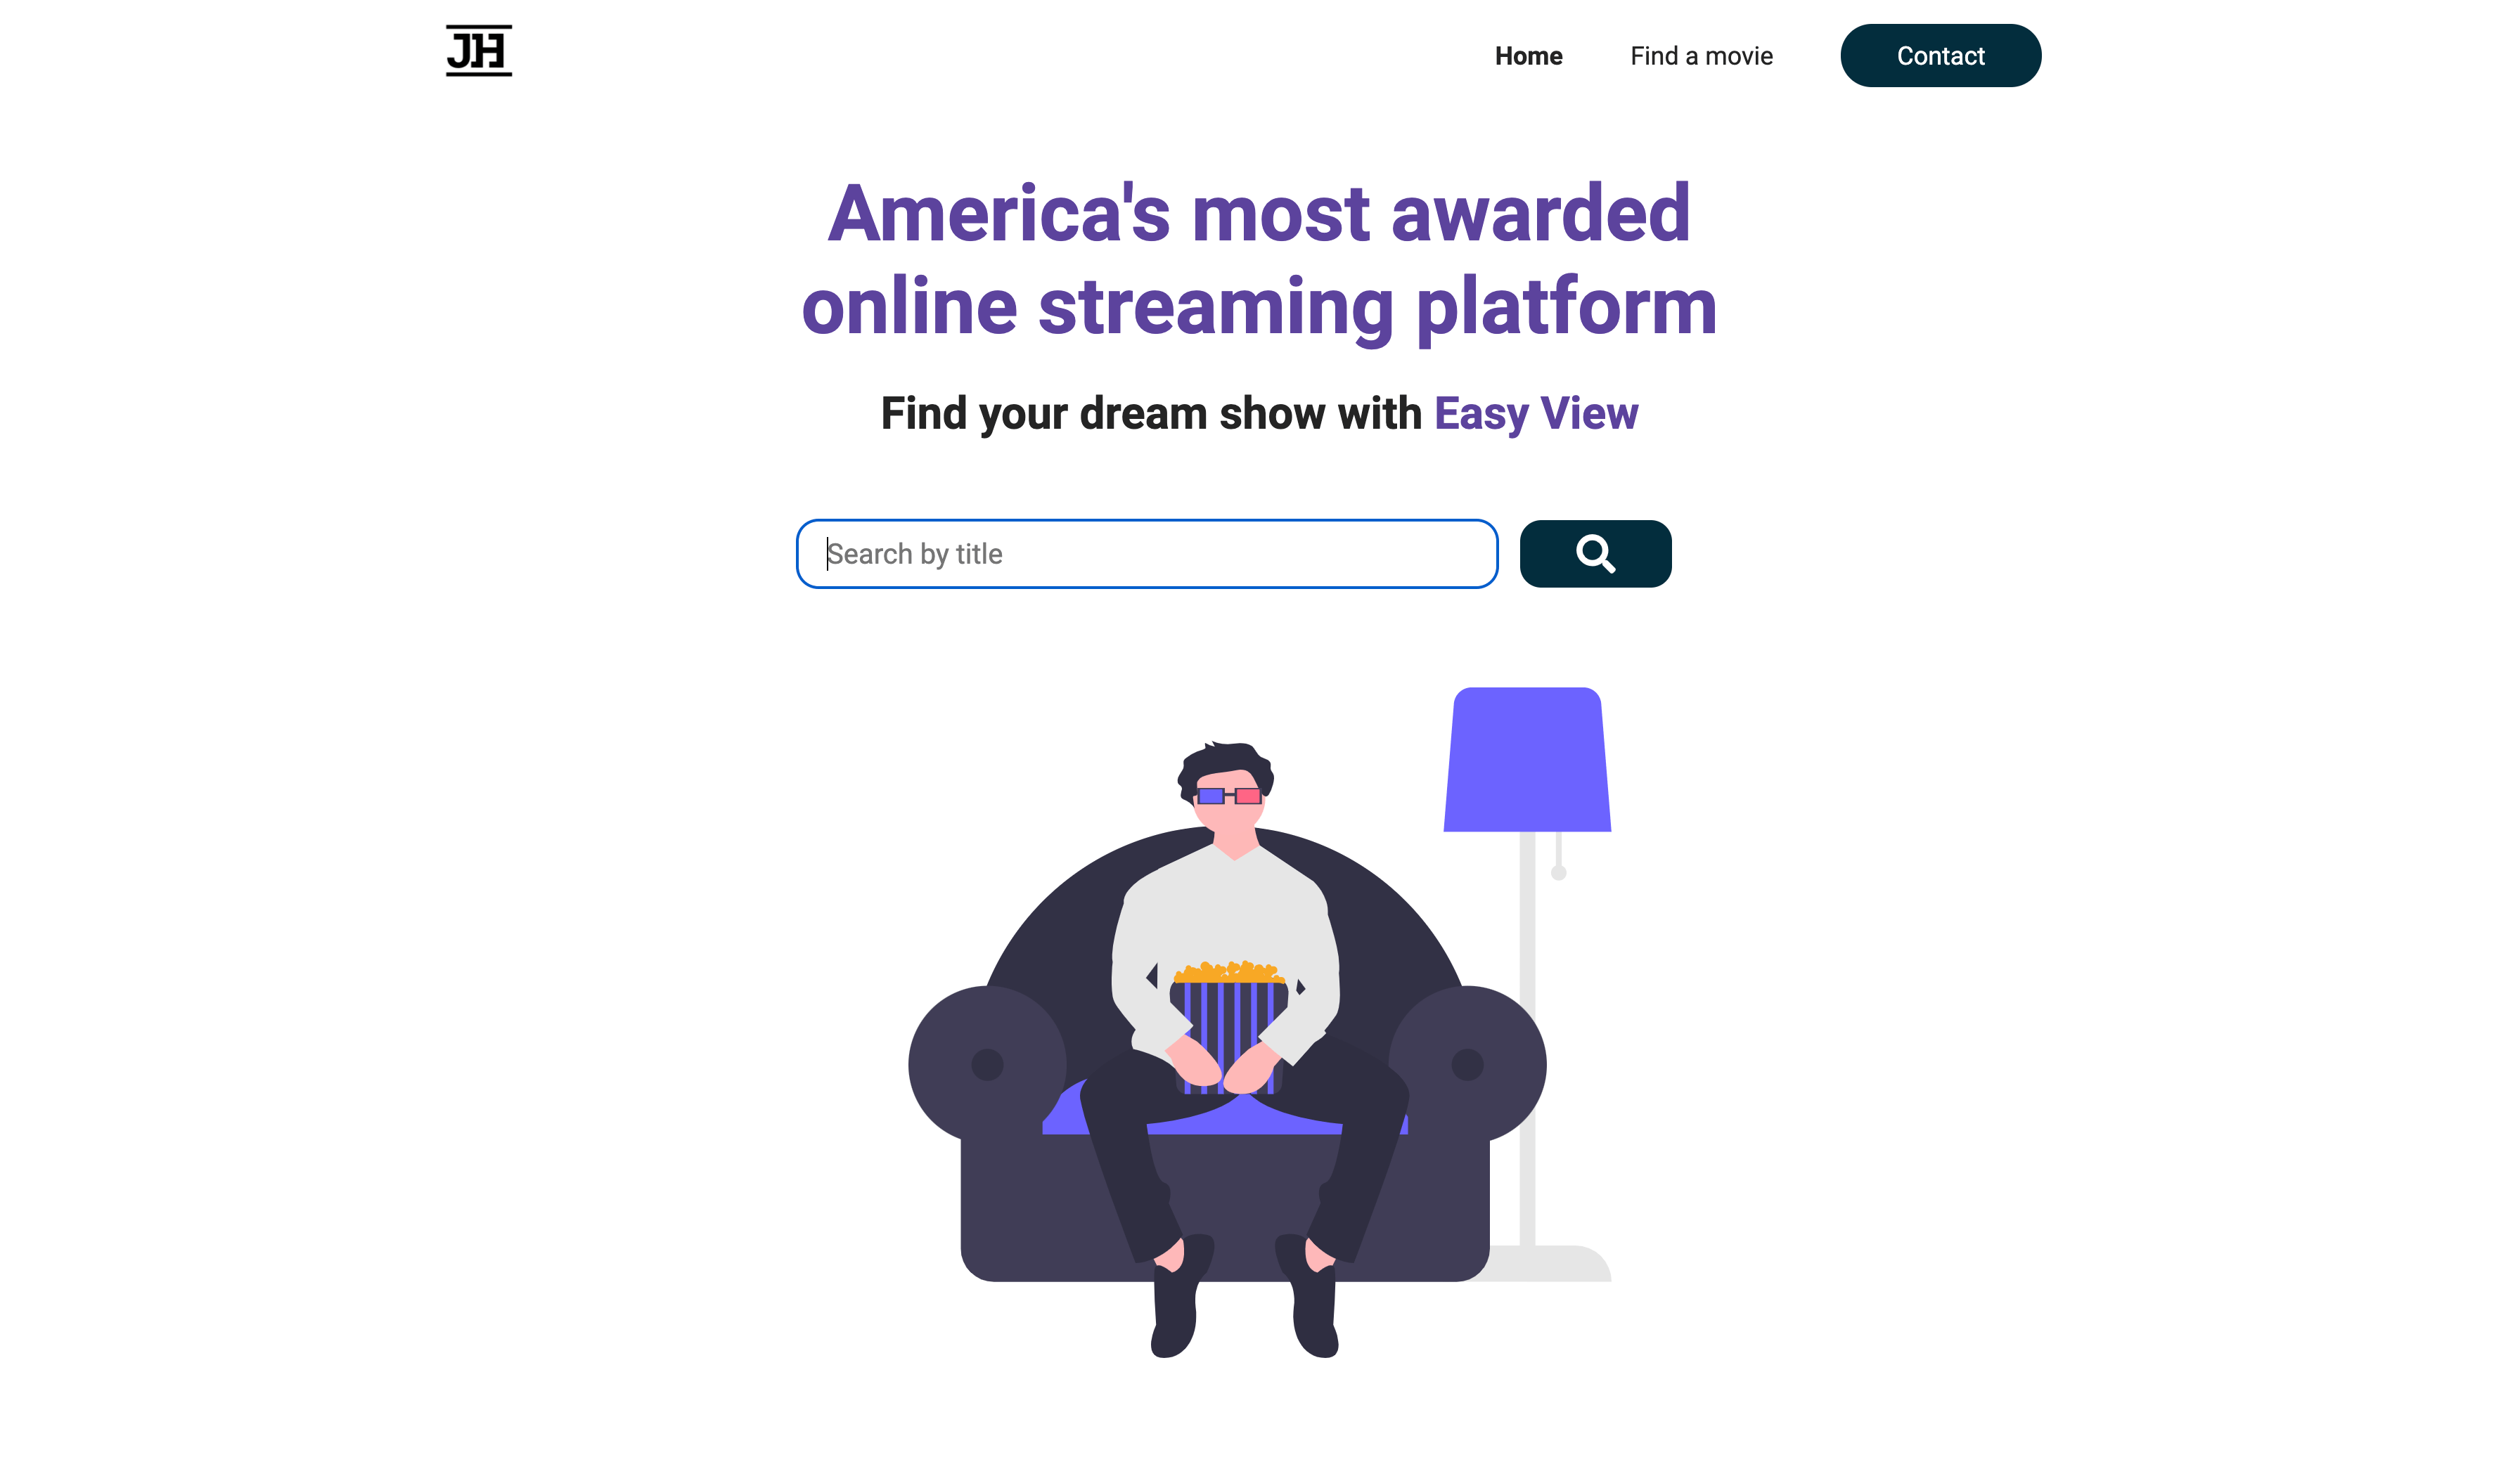 JH
Home
Find a movie
Contact
America's most awarded
online streaming platform
Find your dream show with Easy View
Search by title